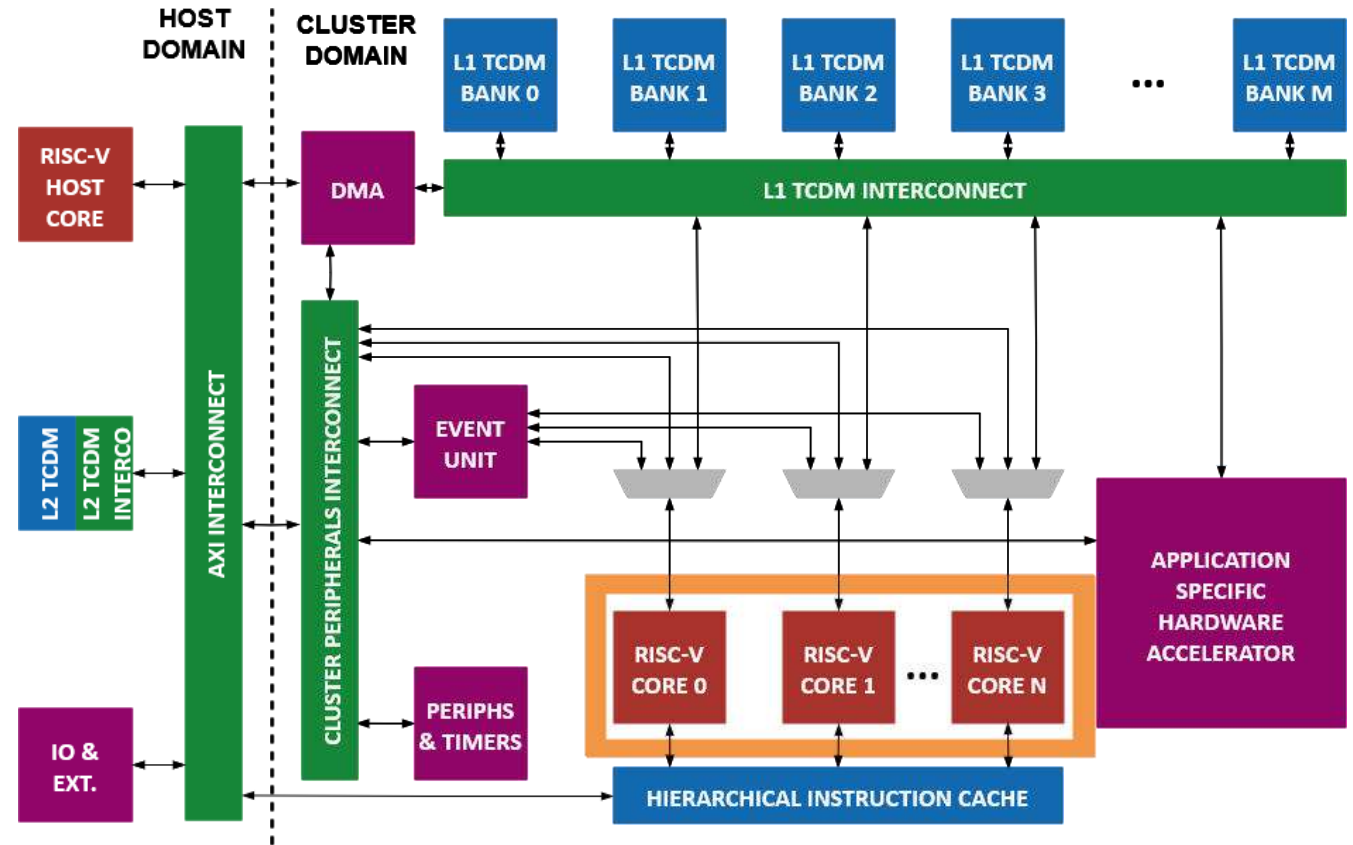 HOST
DOMAIN
CLUSTER
DOMAIN
L1 TCDM
BANK 0
L1 TCDM
BANK 1
L1 TCDM
BANK 2
L1 TCDM
BANK 3
...
L1 TCDM
BANK M
RISC-V
HOST
CORE
DMA
L1 TCDM INTERCONNECT
AXI INTERCONNECT
CLUSTER PERIPHERALS INTERCONNECT
L2 TCDM
L2 TCDM
INTERCO
EVENT
UNIT
APPLICATION
SPECIFIC
HARDWARE
ACCELERATOR
RISC-V
CORE 0
RISC-V
CORE 1
...
RISC-V
CORE N
PERIPHS
& TIMERS
IO &
EXT.
HIERARCHICAL INSTRUCTION CACHE